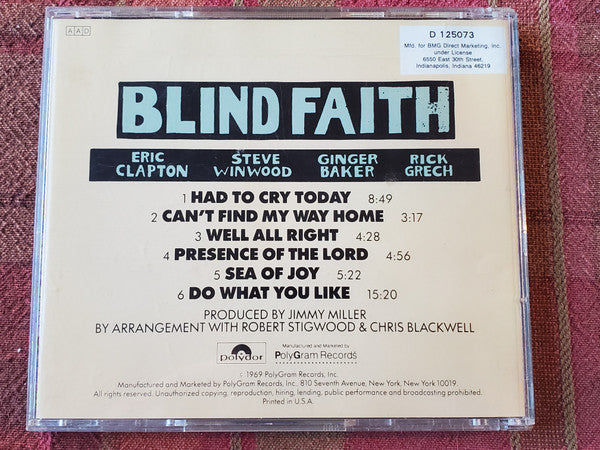 AAD
D 125073
Mfd. for BMG Direct Marketing, Inc.
under License
6550 East 30th Street,
Indianapolis, Indiana 46219
BLIND FAITH
ERIC CLAPTON STEVE WINWOOD GINGER BAKER RICK GRECH
1 HAD TO CRY TODAY 8:49
2 CAN'T FIND MY WAY HOME 3:17
3 WELL ALL RIGHT 4:28
4 PRESENCE OF THE LORD 4:56
5 SEA OF JOY 5:22
6 DO WHAT YOU LIKE 15:20
PRODUCED BY JIMMY MILLER
BY ARRANGEMENT WITH ROBERT STIGWOOD & CHRIS BLACKWELL
polydor
Manufactured and Marketed by
PolyGram Records
℗ 1969 PolyGram Records, Inc.
Manufactured and Marketed by PolyGram Records, Inc. 810 Seventh Avenue, New York, New York 10019.
All rights reserved. Unauthorized copying, reproduction, hiring, lending, public performance and broadcasting prohibited.
Printed in U.S.A.